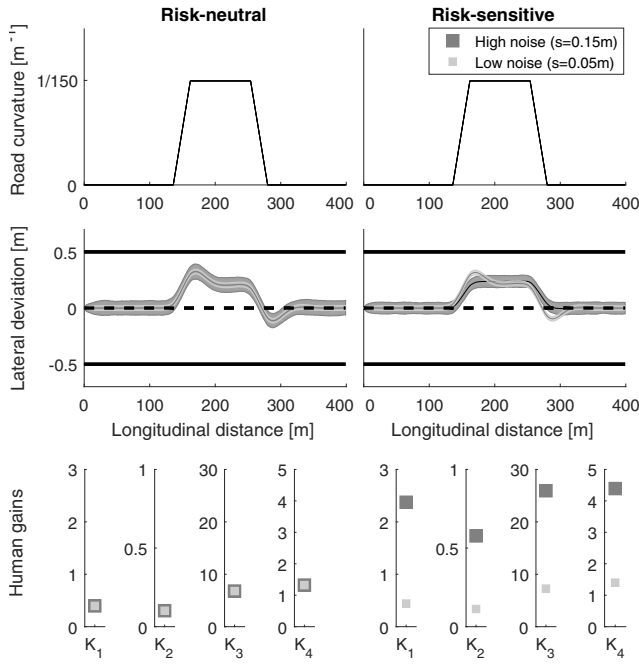 Risk-neutral
Risk-sensitive
High noise (s=0.15m)
Low noise (s=0.05m)
Road curvature [m⁻¹]
1/150
0
0 100 200 300 400
0 100 200 300 400
Lateral deviation [m]
0.5
0
-0.5
0 100 200 300 400
0 100 200 300 400
Longitudinal distance [m]
Longitudinal distance [m]
Human gains
3 2 1 0
1 0.5 0
30 20 10 0
5 4 3 2 1 0
3 2 1 0
1 0.5 0
30 20 10 0
5 4 3 2 1 0
K₁ K₂ K₃ K₄
K₁ K₂ K₃ K₄